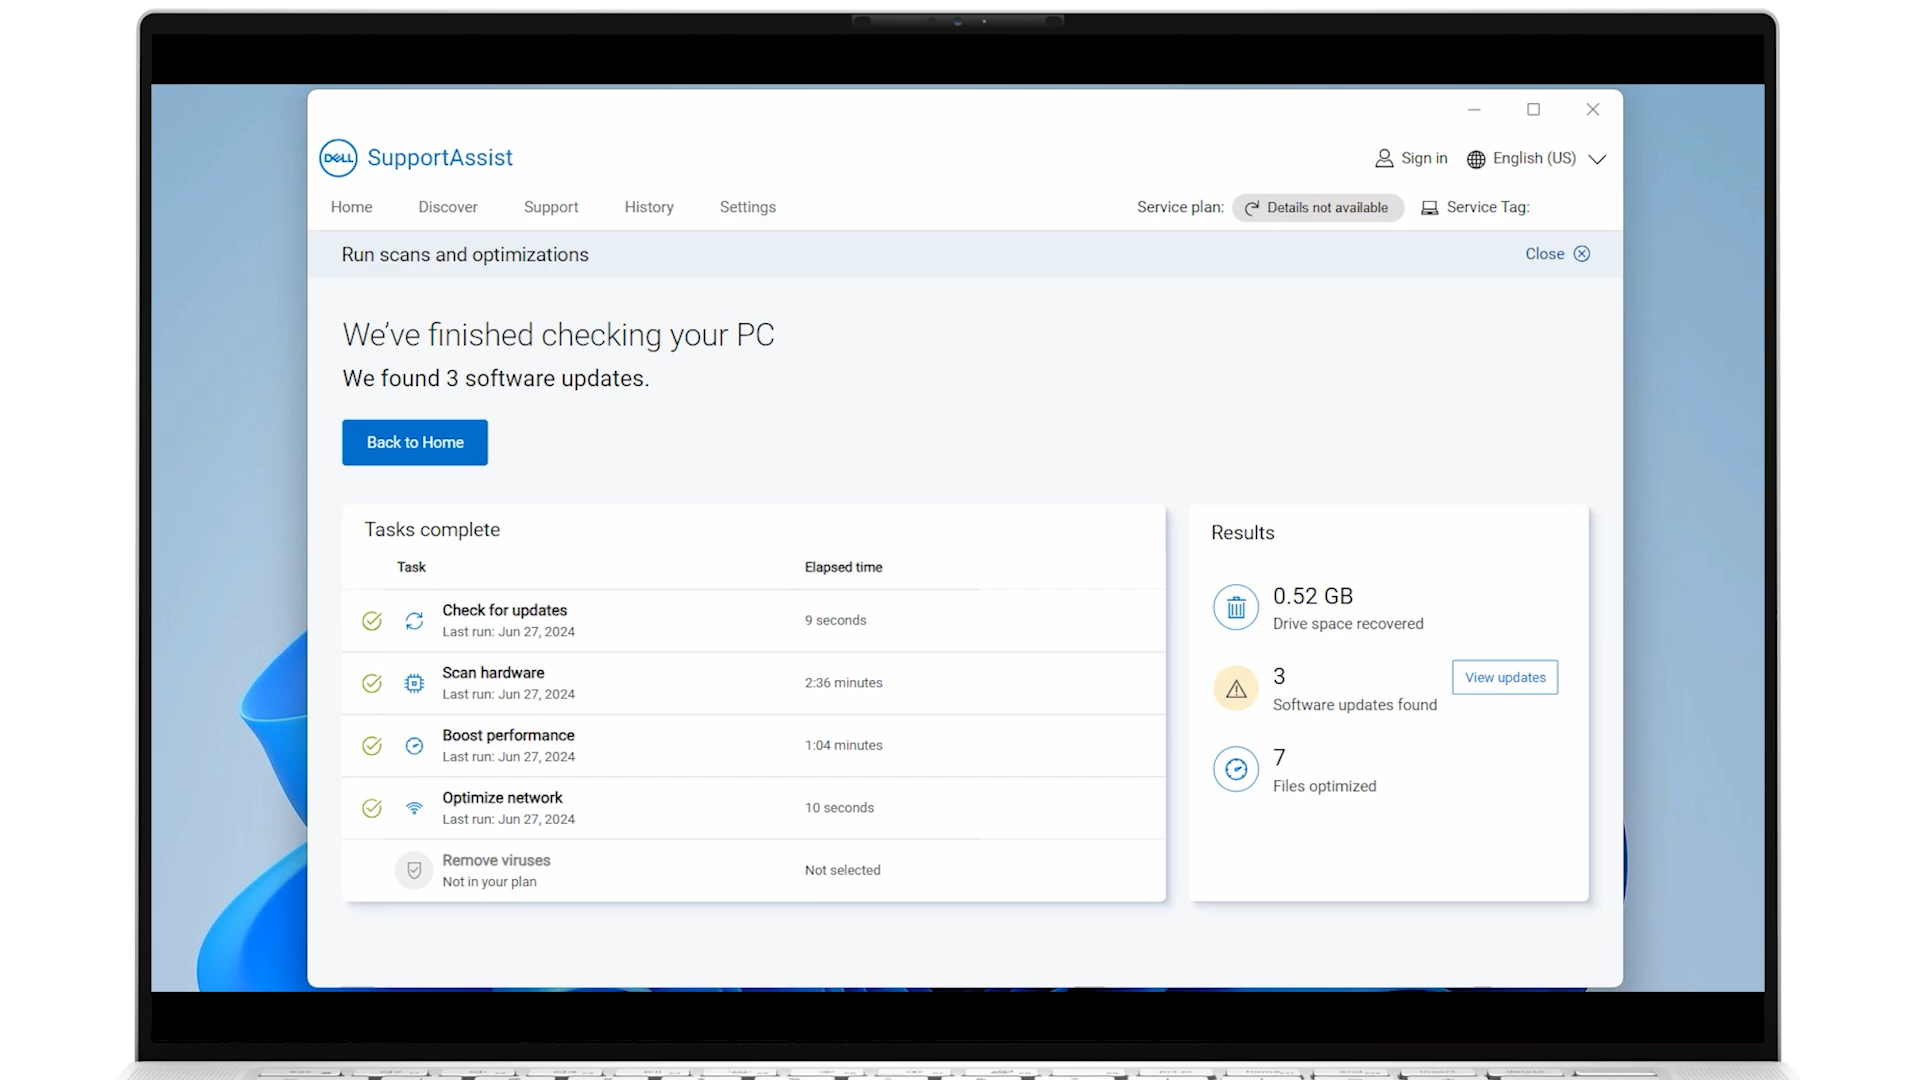 DELL SupportAssist
Sign in
English (US)
Home
Discover
Support
History
Settings
Service plan:
Details not available
Service Tag:
Run scans and optimizations
Close
We’ve finished checking your PC
We found 3 software updates.
Back to Home
Tasks complete
Task
Elapsed time
Check for updates
Last run: Jun 27, 2024
9 seconds
Scan hardware
Last run: Jun 27, 2024
2:36 minutes
Boost performance
Last run: Jun 27, 2024
1:04 minutes
Optimize network
Last run: Jun 27, 2024
10 seconds
Remove viruses
Not in your plan
Not selected
Results
0.52 GB
Drive space recovered
3
Software updates found
View updates
7
Files optimized